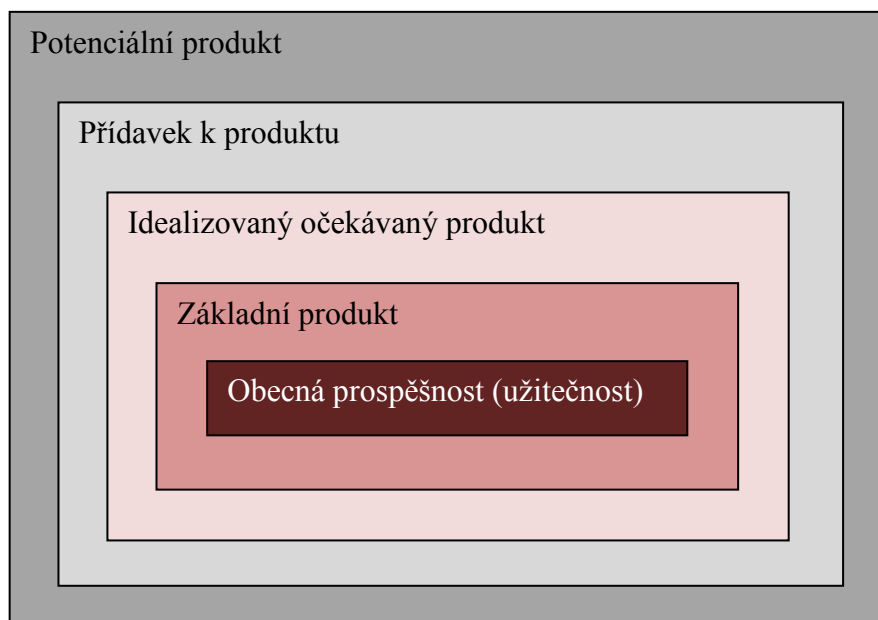 Potenciální produkt
Přídavek k produktu
Idealizovaný očekávaný produkt
Základní produkt
Obecná prospěšnost (užitečnost)